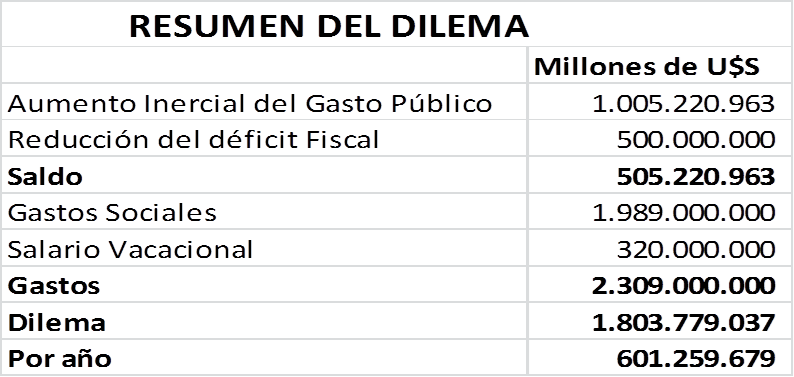 RESUMEN DEL DILEMA
Millones de U$S
Aumento Inercial del Gasto Público 1.005.220.963
Reducción del déficit Fiscal 500.000.000
Saldo 505.220.963
Gastos Sociales 1.989.000.000
Salario Vacacional 320.000.000
Gastos 2.309.000.000
Dilema 1.803.779.037
Por año 601.259.679